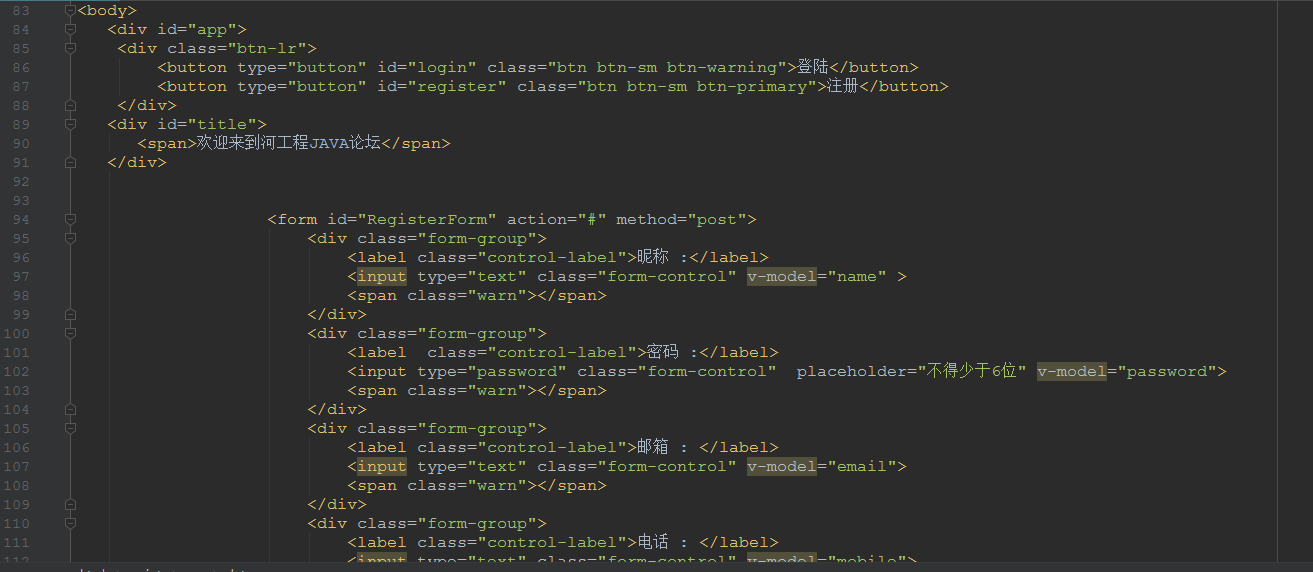 83 <body>
84 <div id="app">
85 <div class="btn-lr">
86 <button type="button" id="login" class="btn btn-sm btn-warning">登陆</button>
87 <button type="button" id="register" class="btn btn-sm btn-primary">注册</button>
88 </div>
89 <div id="title">
90 <span>欢迎来到河工程JAVA论坛</span>
91 </div>
92
93
94 <form id="RegisterForm" action="#" method="post">
95 <div class="form-group">
96 <label class="control-label">昵称 :</label>
97 <input type="text" class="form-control" v-model="name" >
98 <span class="warn"></span>
99 </div>
100 <div class="form-group">
101 <label  class="control-label">密码 :</label>
102 <input type="password" class="form-control"  placeholder="不得少于6位" v-model="password">
103 <span class="warn"></span>
104 </div>
105 <div class="form-group">
106 <label class="control-label">邮箱 : </label>
107 <input type="text" class="form-control" v-model="email">
108 <span class="warn"></span>
109 </div>
110 <div class="form-group">
111 <label class="control-label">电话 : </label>
112 <input type="text" class="form-control" v-model="mobile">